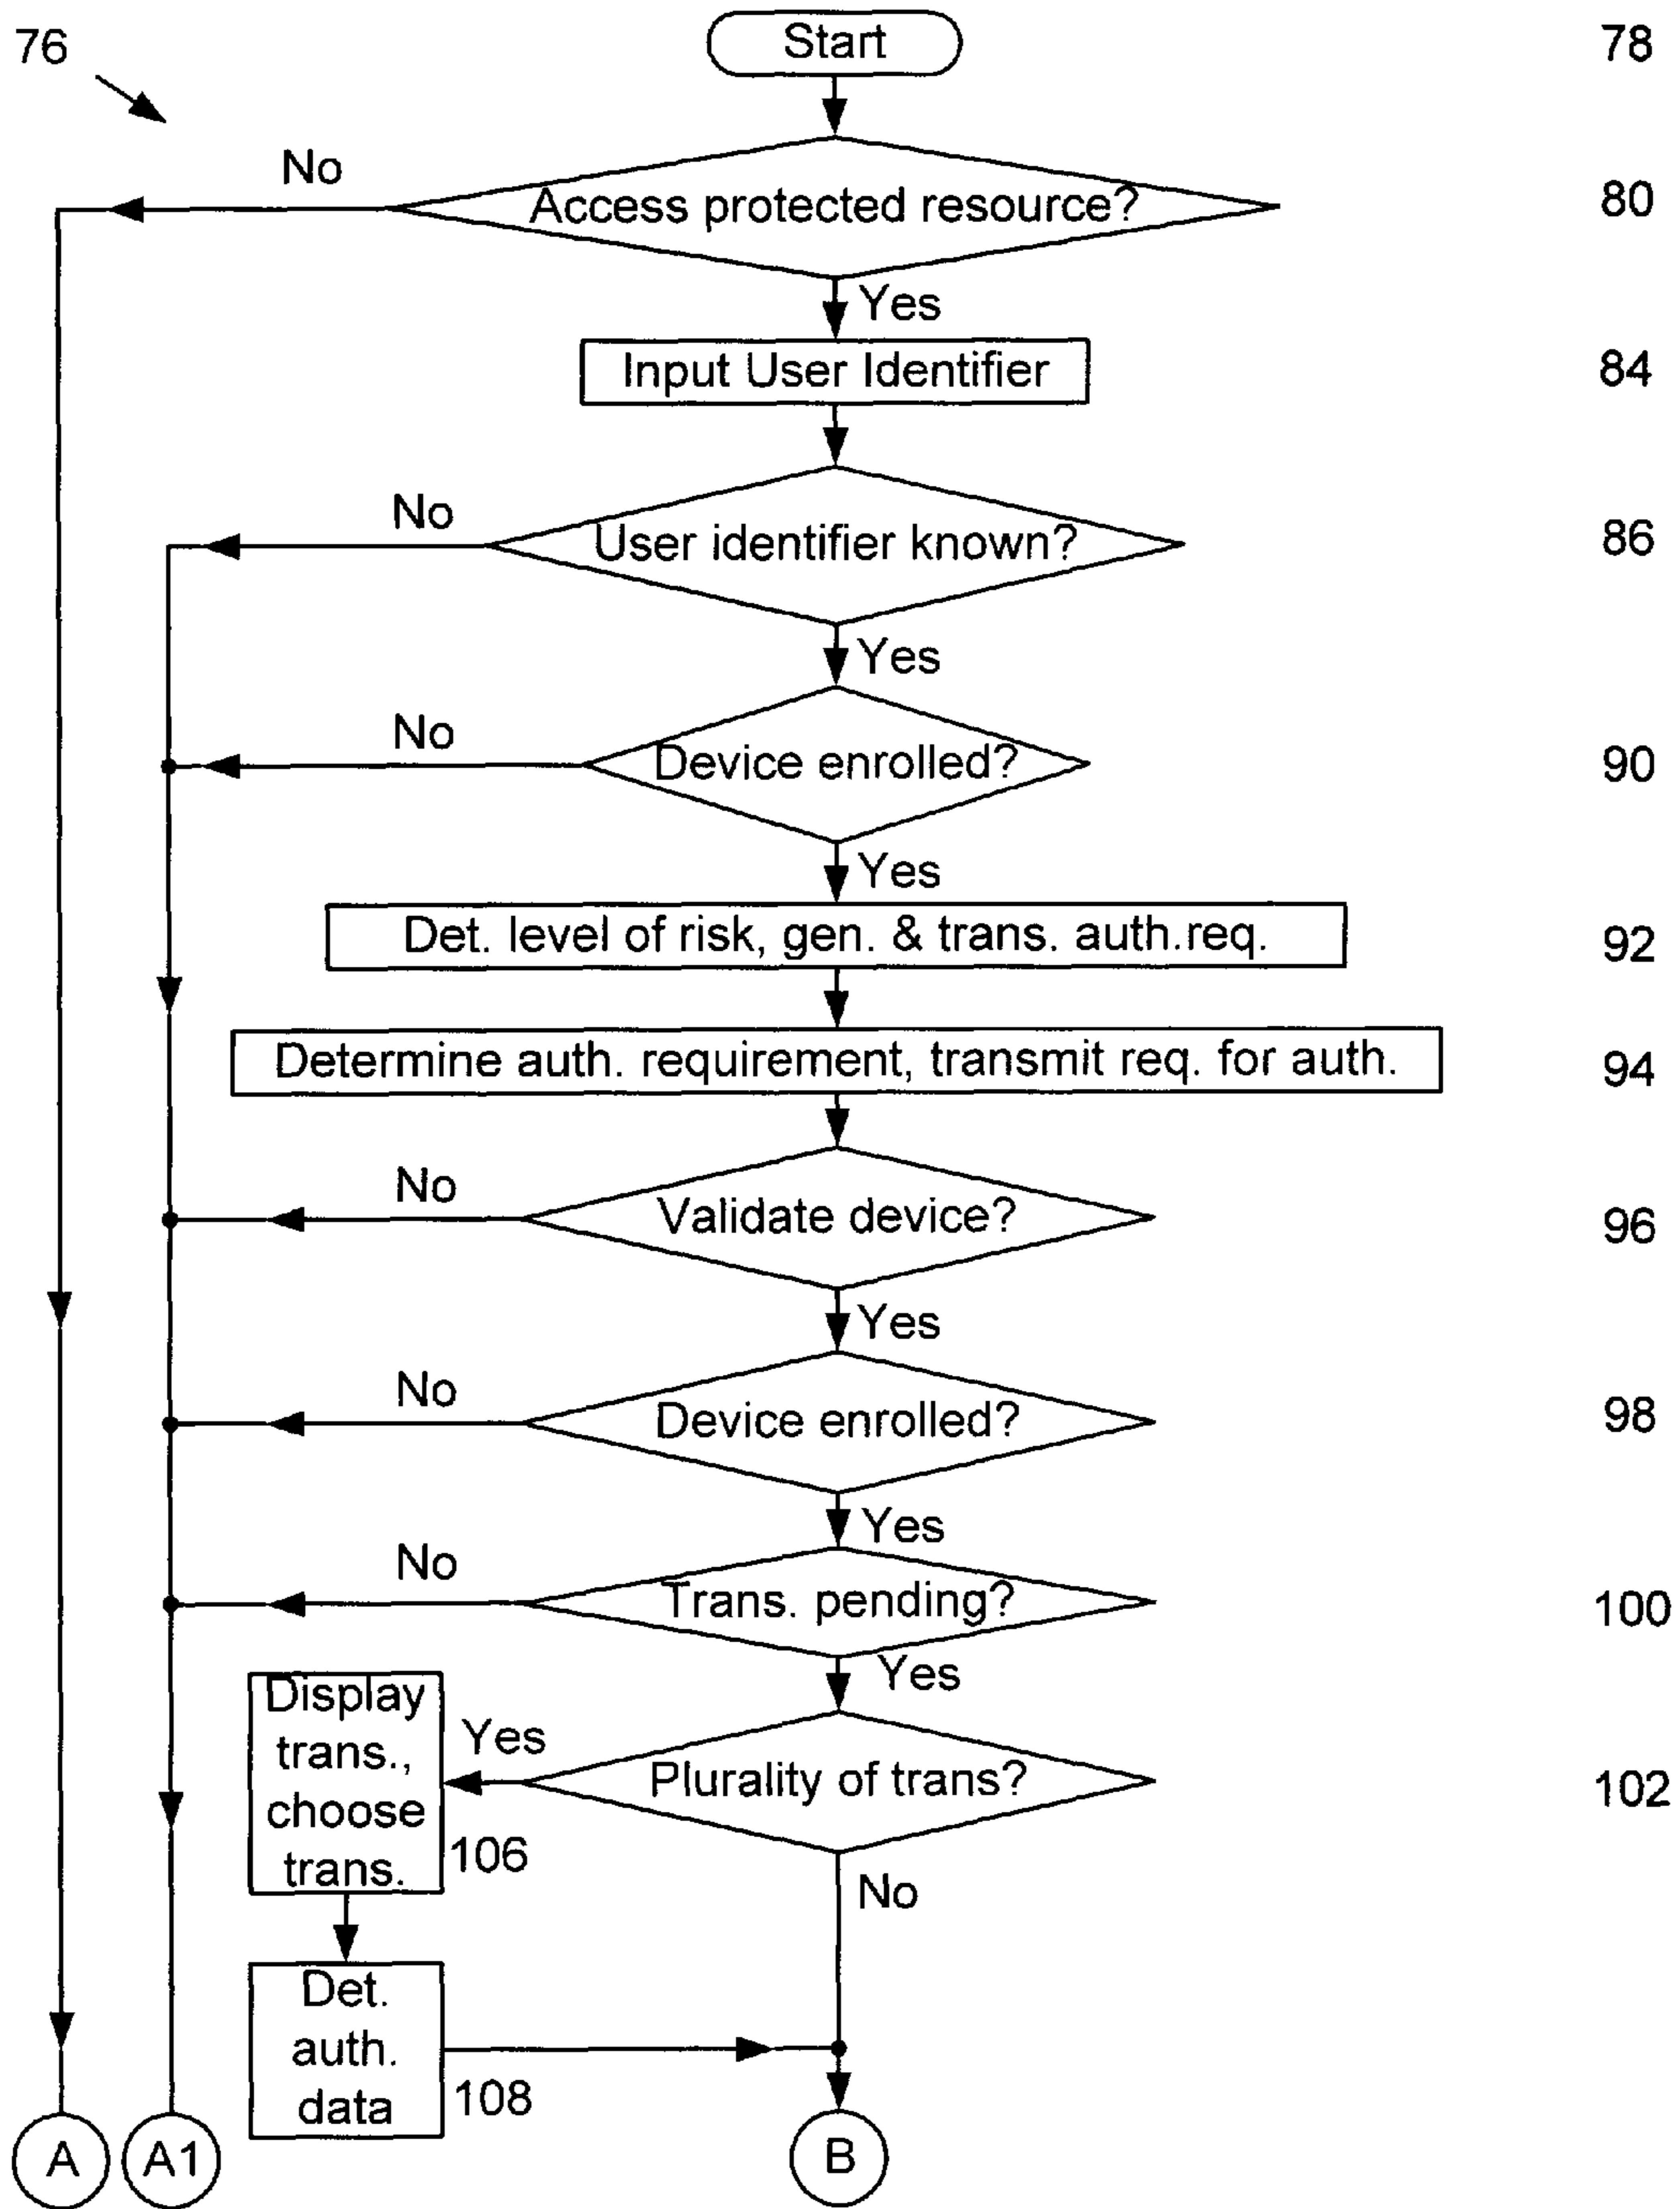 76
Start
78
No
Access protected resource?
80
Yes
Input User Identifier
84
No
User identifier known?
86
Yes
No
Device enrolled?
90
Yes
Det. level of risk, gen. & trans. auth.req.
92
Determine auth. requirement, transmit req. for auth.
94
No
Validate device?
96
Yes
No
Device enrolled?
98
Yes
No
Trans. pending?
100
Yes
Display
trans.,
choose
trans.
106
Yes
Plurality of trans?
102
No
Det.
auth.
data
108
A
A1
B